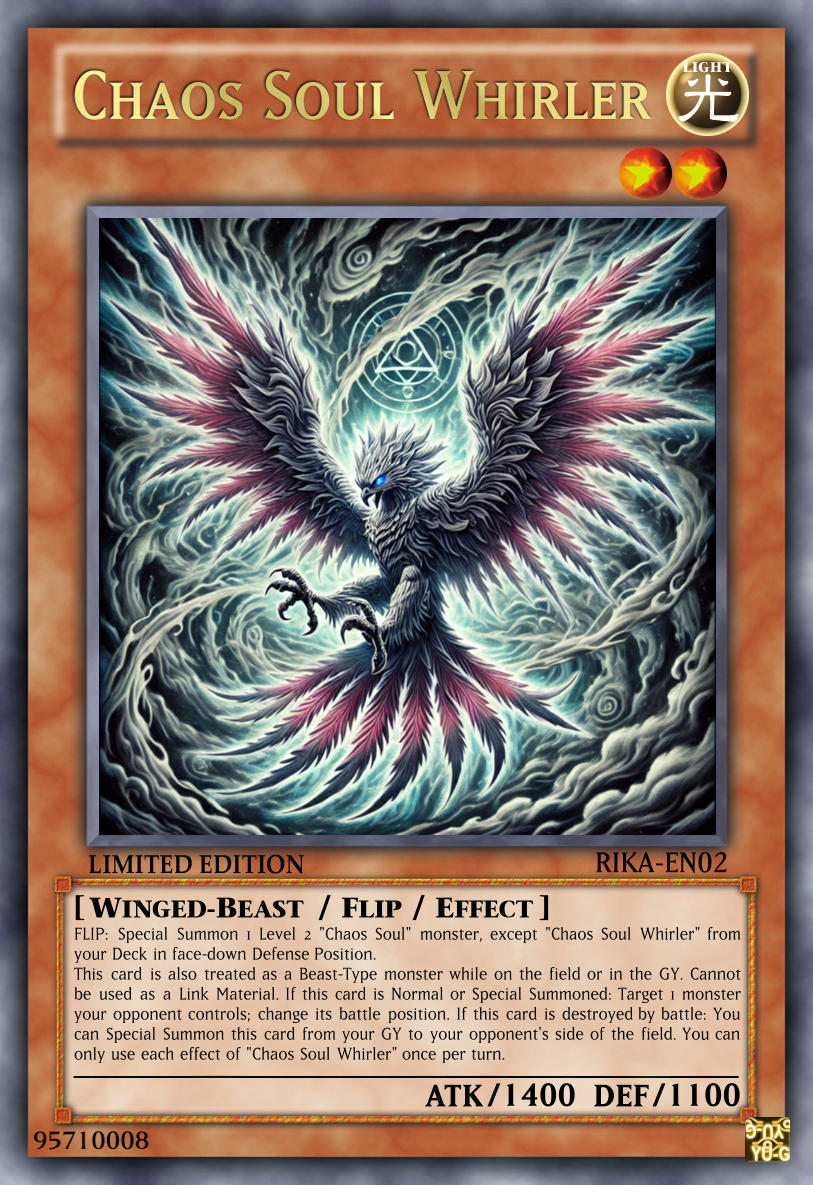 Chaos Soul Whirler
LIGHT
光
LIMITED EDITION
RIKA-EN02
[ Winged-Beast / Flip / Effect ]
FLIP: Special Summon 1 Level 2 "Chaos Soul" monster, except "Chaos Soul Whirler" from
your Deck in face-down Defense Position.
This card is also treated as a Beast-Type monster while on the field or in the GY. Cannot
be used as a Link Material. If this card is Normal or Special Summoned: Target 1 monster
your opponent controls; change its battle position. If this card is destroyed by battle: You
can Special Summon this card from your GY to your opponent's side of the field. You can
only use each effect of "Chaos Soul Whirler" once per turn.
ATK/1400 DEF/1100
95710008
YU-G